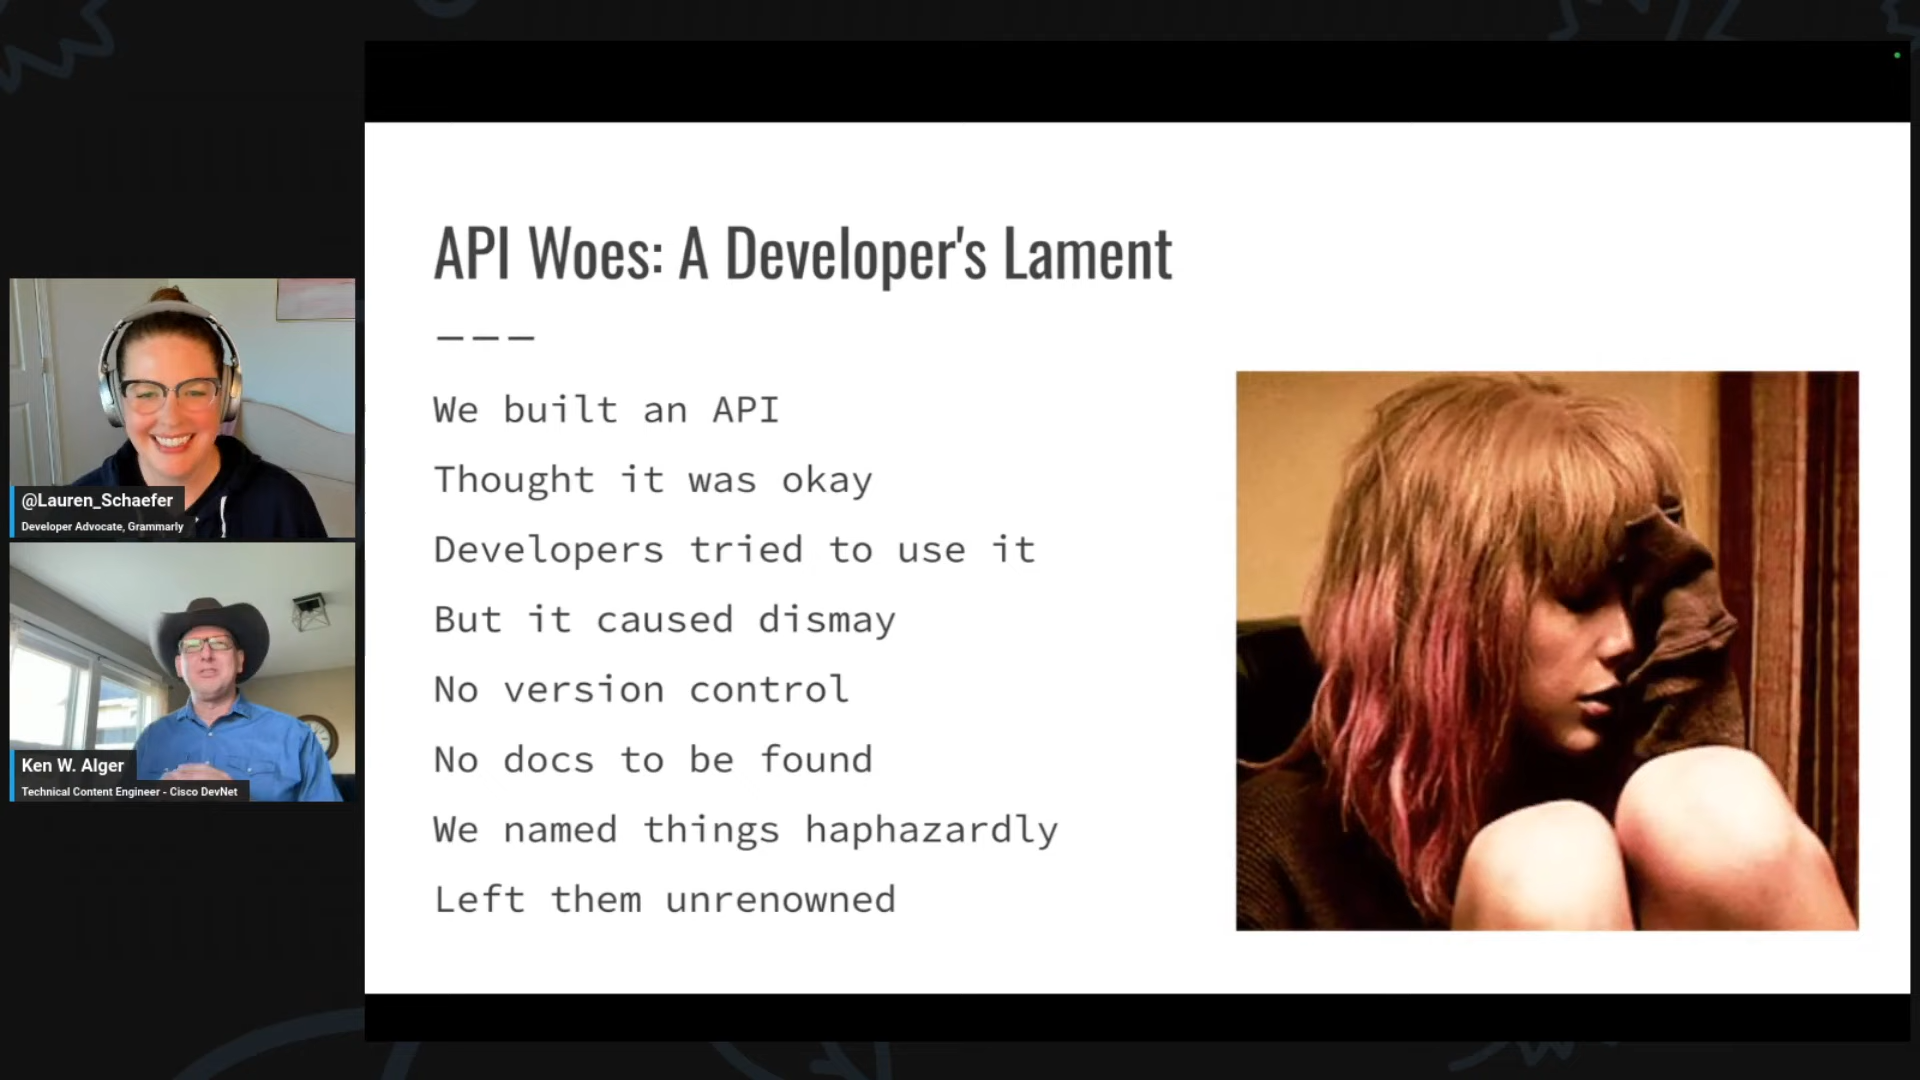 API Woes: A Developer's Lament
We built an API
Thought it was okay
Developers tried to use it
But it caused dismay
No version control
No docs to be found
We named things haphazardly
Left them unrenowned
@Lauren_Schaefer
Developer Advocate, Grammarly
Ken W. Alger
Technical Content Engineer - Cisco DevNet